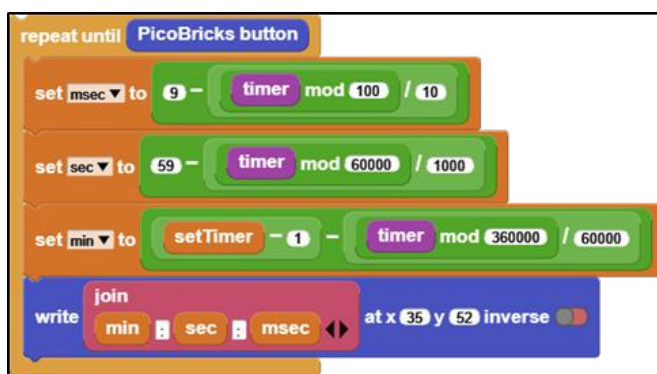 repeat until PicoBricks button
set msec ▼ to 9 − timer mod 100 / 10
set sec ▼ to 59 − timer mod 60000 / 1000
set min ▼ to setTimer − 1 − timer mod 360000 / 60000
join
write min : sec : msec at x 35 y 52 inverse